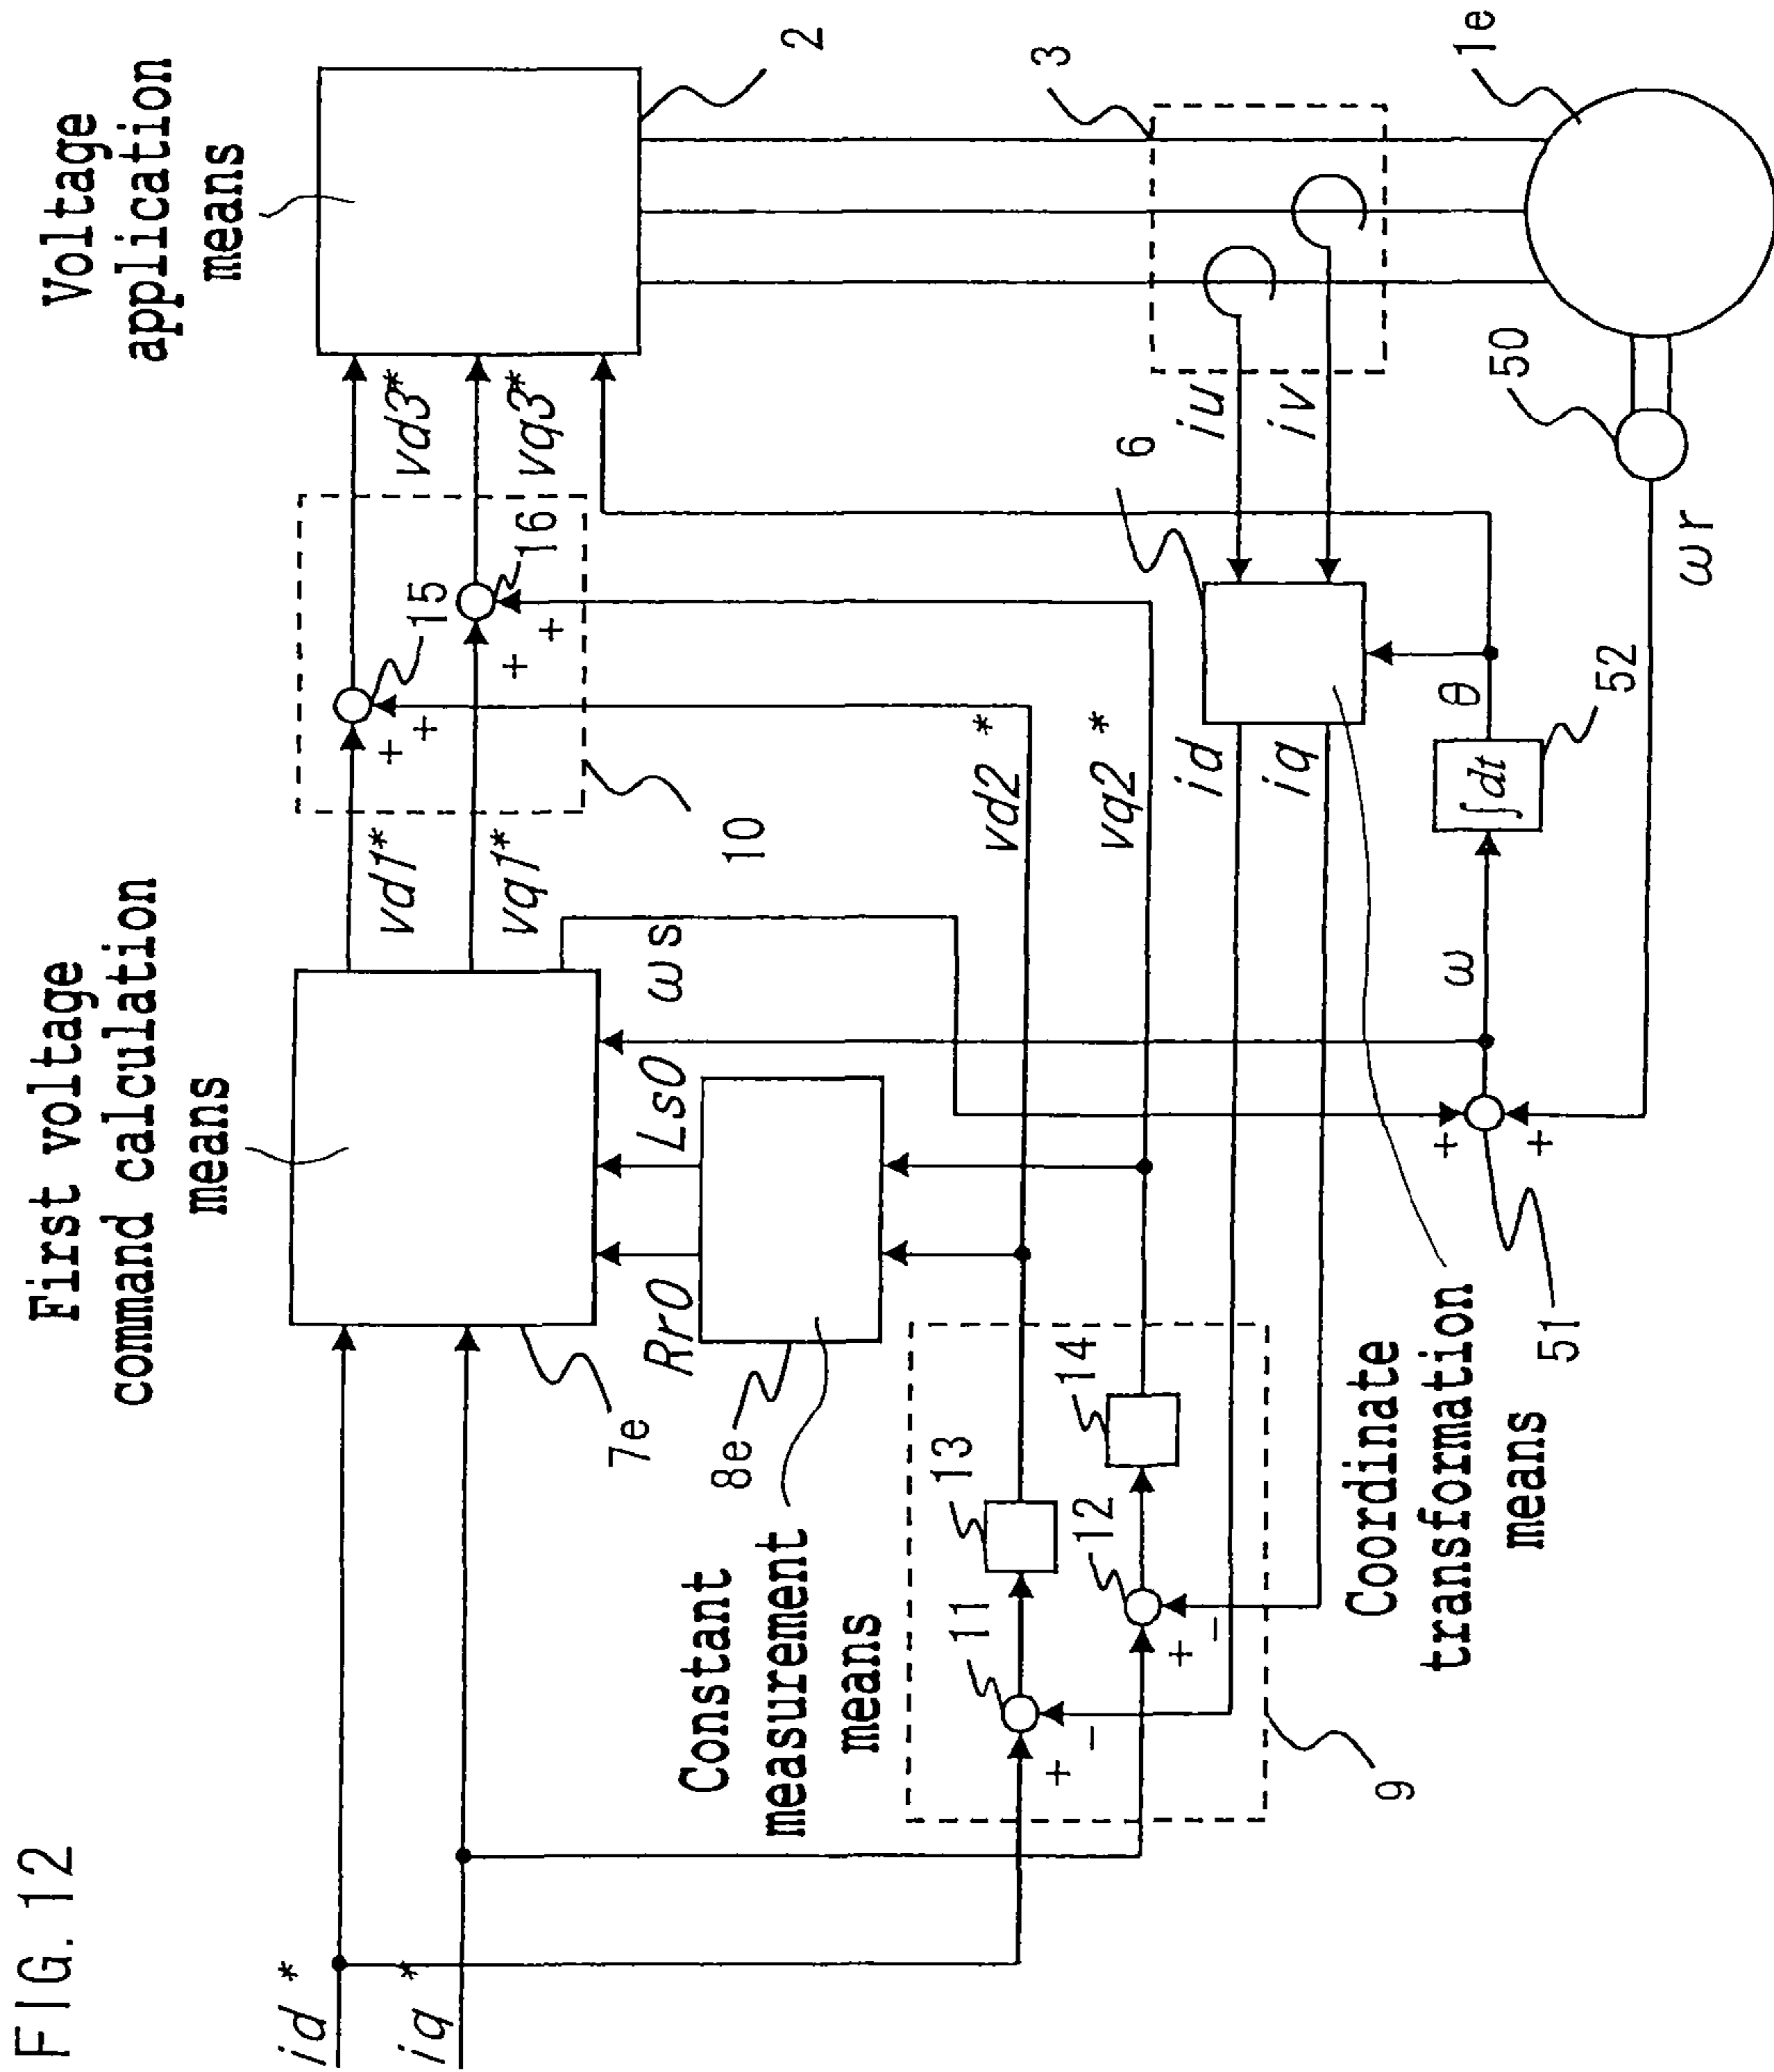 FIG. 12
First voltage
command calculation
means
Voltage
application
means
id*
iq*
vd1*
vq1*
vd3*
vq3*
15
16
10
2
7e
ωs
Rr0
Ls0
8e
Constant
measurement
means
vd2*
vq2*
11
13
12
14
9
id
iq
6
iu
iv
3
Coordinate
transformation
means
51
ω
∫dt
θ
52
ωr
50
1e
+
+
+
+
+
-
+
-
+
+